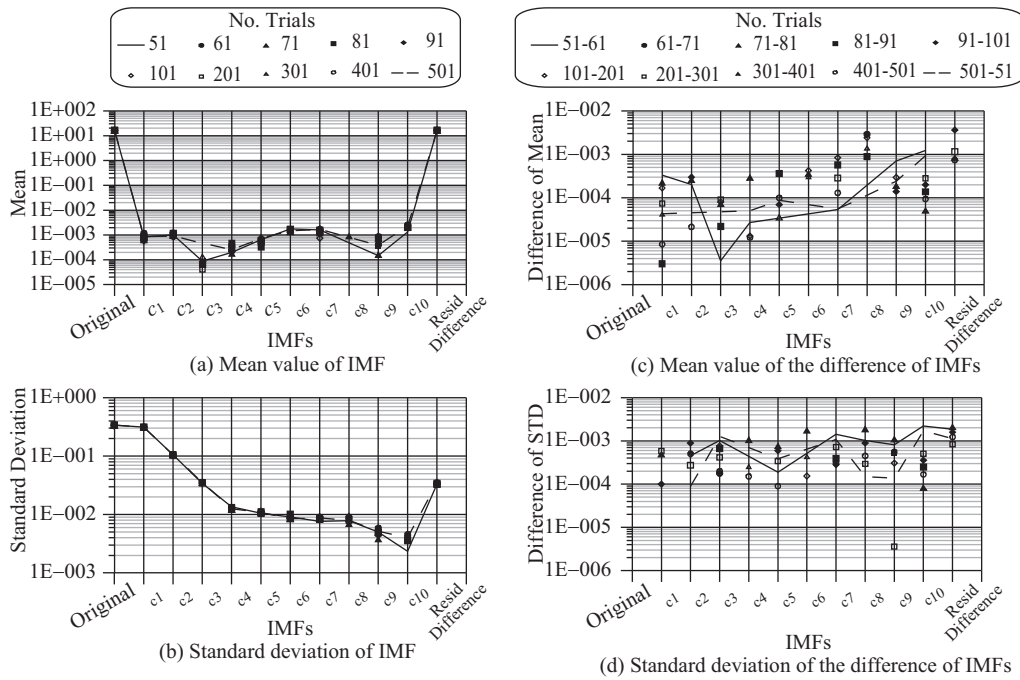 No. Trials
51 61 71 81 91
101 201 301 401 501
1E+002
1E+001
1E+000
1E−001
1E−002
1E−003
1E−004
1E−005
Mean
Original c1 c2 c3 c4 c5 c6 c7 c8 c9 c10 Resid Difference
IMFs
(a) Mean value of IMF
1E+000
1E−001
1E−002
1E−003
Standard Deviation
Original c1 c2 c3 c4 c5 c6 c7 c8 c9 c10 Resid Difference
IMFs
(b) Standard deviation of IMF
No. Trials
51-61 61-71 71-81 81-91 91-101
101-201 201-301 301-401 401-501 501-51
1E−002
1E−003
1E−004
1E−005
1E−006
Difference of Mean
Original c1 c2 c3 c4 c5 c6 c7 c8 c9 c10 Resid Difference
IMFs
(c) Mean value of the difference of IMFs
1E−002
1E−003
1E−004
1E−005
1E−006
Difference of STD
Original c1 c2 c3 c4 c5 c6 c7 c8 c9 c10 Resid Difference
IMFs
(d) Standard deviation of the difference of IMFs